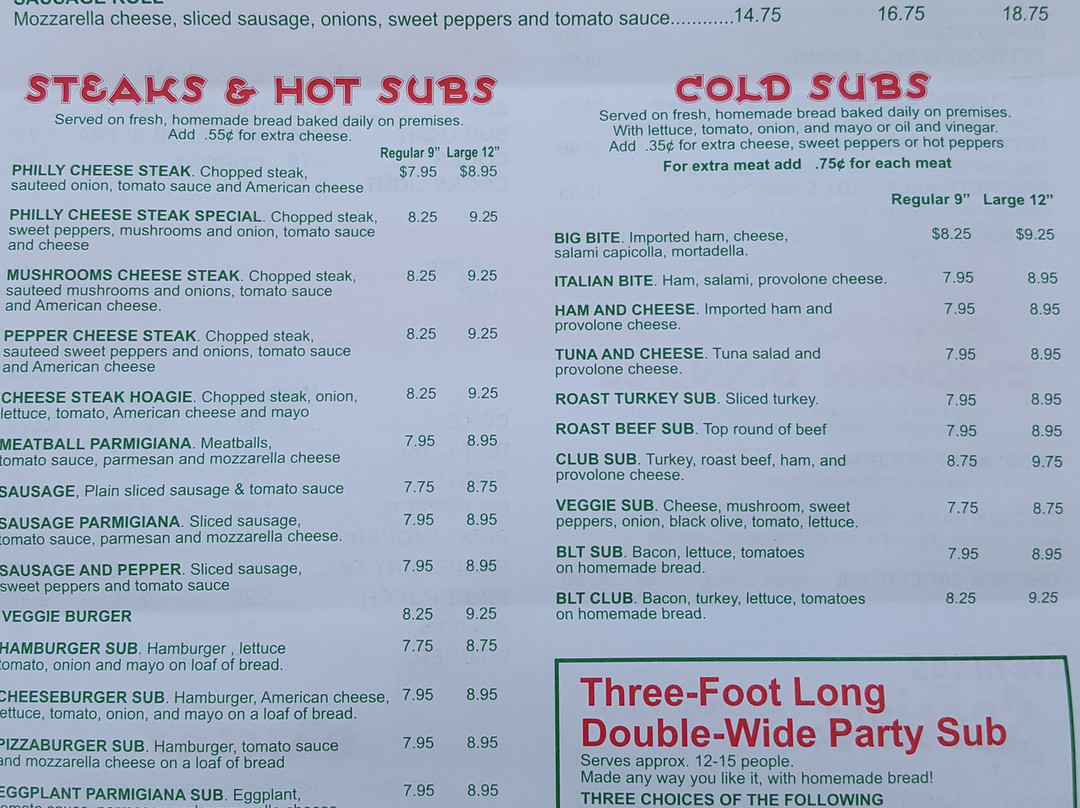 Mozzarella cheese, sliced sausage, onions, sweet peppers and tomato sauce............14.75 16.75 18.75
STEAKS & HOT SUBS
Served on fresh, homemade bread baked daily on premises.
Add .55¢ for extra cheese.
Regular 9” Large 12”
PHILLY CHEESE STEAK. Chopped steak, $7.95 $8.95
sauteed onion, tomato sauce and American cheese
PHILLY CHEESE STEAK SPECIAL. Chopped steak, 8.25 9.25
sweet peppers, mushrooms and onion, tomato sauce
and cheese
MUSHROOMS CHEESE STEAK. Chopped steak, 8.25 9.25
sauteed mushrooms and onions, tomato sauce
and American cheese.
PEPPER CHEESE STEAK. Chopped steak, 8.25 9.25
sauteed sweet peppers and onions, tomato sauce
and American cheese
CHEESE STEAK HOAGIE. Chopped steak, onion, 8.25 9.25
lettuce, tomato, American cheese and mayo
MEATBALL PARMIGIANA. Meatballs, 7.95 8.95
tomato sauce, parmesan and mozzarella cheese
SAUSAGE, Plain sliced sausage & tomato sauce 7.75 8.75
SAUSAGE PARMIGIANA. Sliced sausage, 7.95 8.95
tomato sauce, parmesan and mozzarella cheese.
SAUSAGE AND PEPPER. Sliced sausage, 7.95 8.95
sweet peppers and tomato sauce
VEGGIE BURGER 8.25 9.25
HAMBURGER SUB. Hamburger , lettuce 7.75 8.75
tomato, onion and mayo on loaf of bread.
CHEESEBURGER SUB. Hamburger, American cheese, 7.95 8.95
lettuce, tomato, onion, and mayo on a loaf of bread.
PIZZABURGER SUB. Hamburger, tomato sauce 7.95 8.95
and mozzarella cheese on a loaf of bread
EGGPLANT PARMIGIANA SUB. Eggplant, 7.95 8.95
COLD SUBS
Served on fresh, homemade bread baked daily on premises.
With lettuce, tomato, onion, and mayo or oil and vinegar.
Add .35¢ for extra cheese, sweet peppers or hot peppers
For extra meat add .75¢ for each meat
Regular 9” Large 12”
BIG BITE. Imported ham, cheese, $8.25 $9.25
salami capicolla, mortadella.
ITALIAN BITE. Ham, salami, provolone cheese. 7.95 8.95
HAM AND CHEESE. Imported ham and 7.95 8.95
provolone cheese.
TUNA AND CHEESE. Tuna salad and 7.95 8.95
provolone cheese.
ROAST TURKEY SUB. Sliced turkey. 7.95 8.95
ROAST BEEF SUB. Top round of beef 7.95 8.95
CLUB SUB. Turkey, roast beef, ham, and 8.75 9.75
provolone cheese.
VEGGIE SUB. Cheese, mushroom, sweet 7.75 8.75
peppers, onion, black olive, tomato, lettuce.
BLT SUB. Bacon, lettuce, tomatoes 7.95 8.95
on homemade bread.
BLT CLUB. Bacon, turkey, lettuce, tomatoes 8.25 9.25
on homemade bread.
Three-Foot Long
Double-Wide Party Sub
Serves approx. 12-15 people.
Made any way you like it, with homemade bread!
THREE CHOICES OF THE FOLLOWING